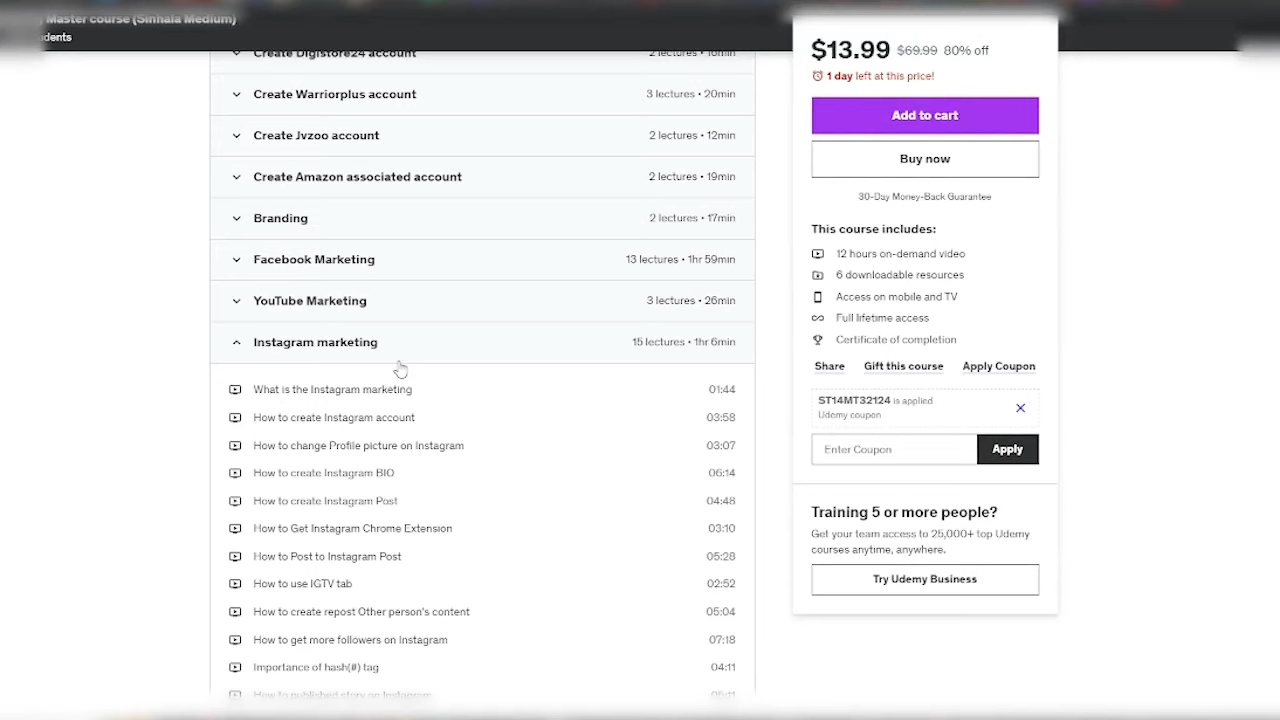 Master course (Sinhala Medium)
dents
Create Digistore24 account
2 lectures • 16min
Create Warriorplus account
3 lectures • 20min
Create Jvzoo account
2 lectures • 12min
Create Amazon associated account
2 lectures • 19min
Branding
2 lectures • 17min
Facebook Marketing
13 lectures • 1hr 59min
YouTube Marketing
3 lectures • 26min
Instagram marketing
15 lectures • 1hr 6min
What is the Instagram marketing
01:44
How to create Instagram account
03:58
How to change Profile picture on Instagram
03:07
How to create Instagram BIO
06:14
How to create Instagram Post
04:48
How to Get Instagram Chrome Extension
03:10
How to Post to Instagram Post
05:28
How to use IGTV tab
02:52
How to create repost Other person's content
05:04
How to get more followers on Instagram
07:18
Importance of hash(#) tag
04:11
How to published story on Instagram
05:11
$13.99 $69.99 80% off
1 day left at this price!
Add to cart
Buy now
30-Day Money-Back Guarantee
This course includes:
12 hours on-demand video
6 downloadable resources
Access on mobile and TV
Full lifetime access
Certificate of completion
Share Gift this course Apply Coupon
ST14MT32124 is applied
Udemy coupon
Enter Coupon
Apply
Training 5 or more people?
Get your team access to 25,000+ top Udemy
courses anytime, anywhere.
Try Udemy Business